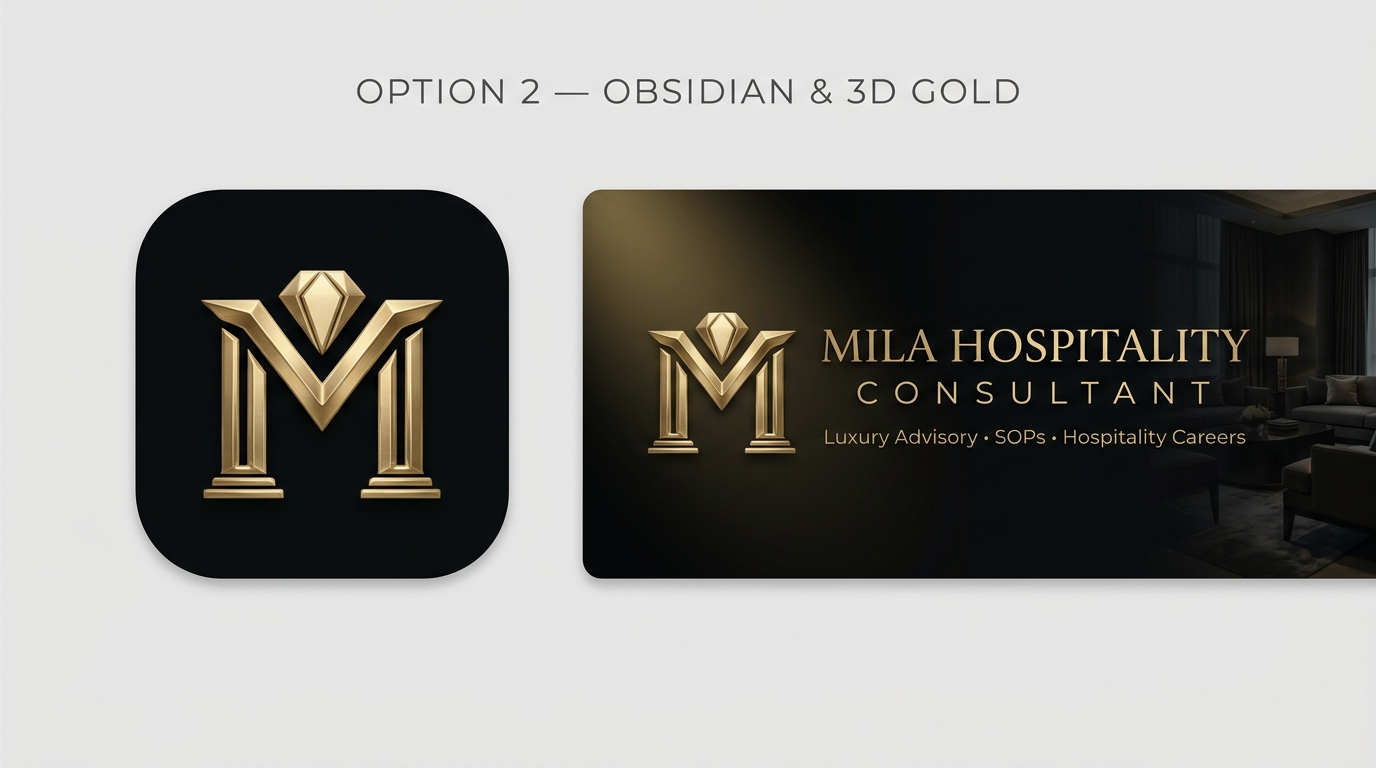 OPTION 2 — OBSIDIAN & 3D GOLD
MILA HOSPITALITY
CONSULTANT
Luxury Advisory • SOPs • Hospitality Careers